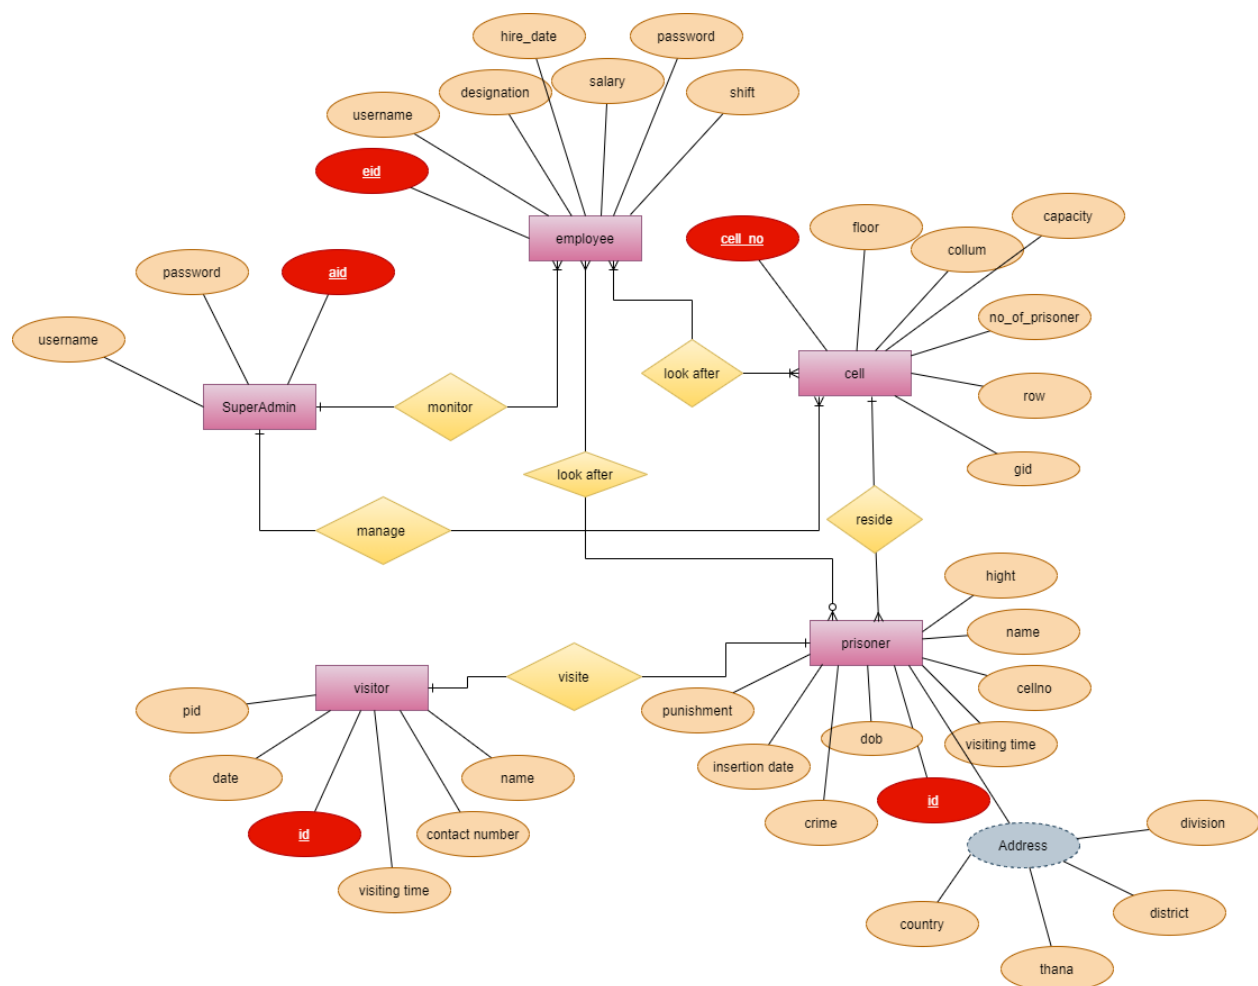 hire_date
password
salary
designation
shift
username
eid
employee
capacity
floor
cell_no
collum
password
aid
no_of_prisoner
username
look after
cell
row
SuperAdmin
monitor
look after
gid
manage
reside
hight
name
prisoner
visite
visitor
cellno
pid
punishment
dob
visiting time
insertion date
date
name
id
crime
id
contact number
division
Address
visiting time
district
country
thana